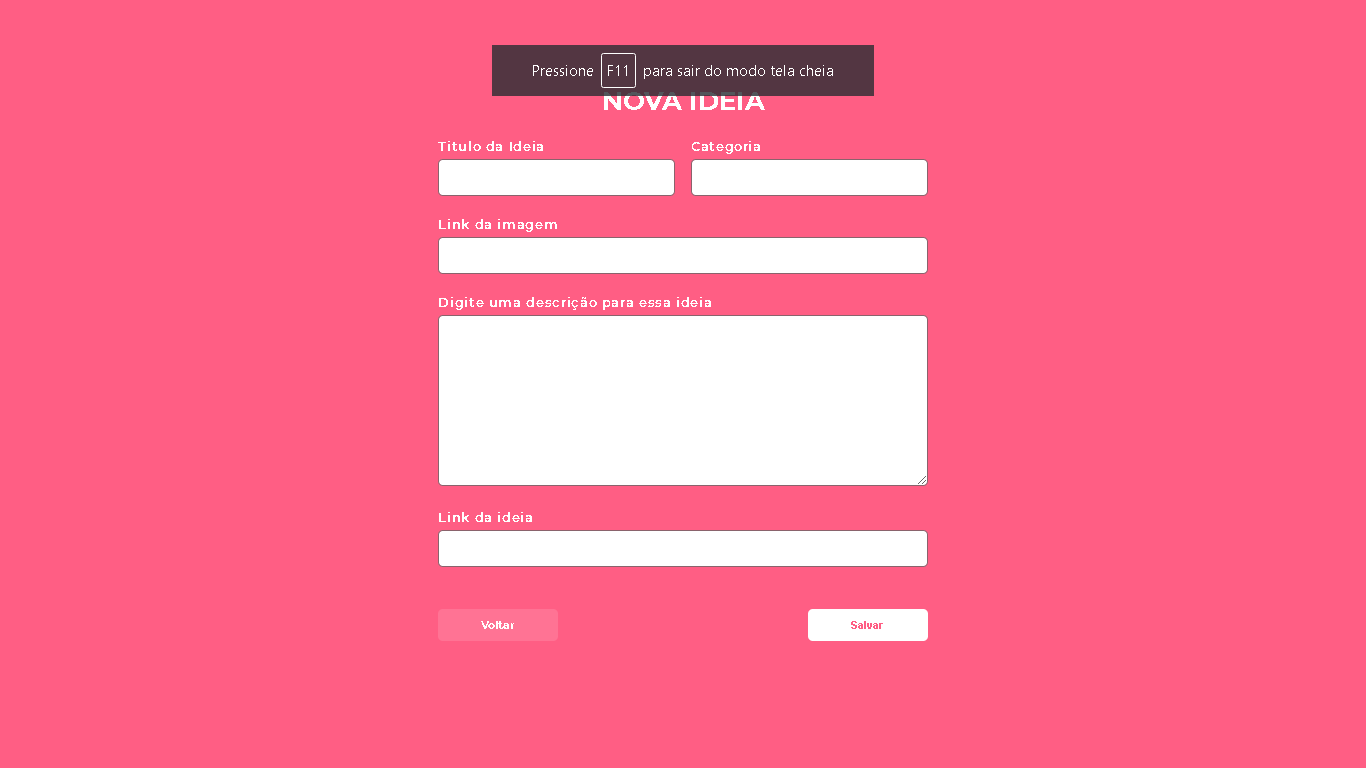 Pressione F11 para sair do modo tela cheia
NOVA IDEIA
Titulo da Ideia
Categoria
Link da imagem
Digite uma descrição para essa ideia
Link da ideia
Voltar
Salvar